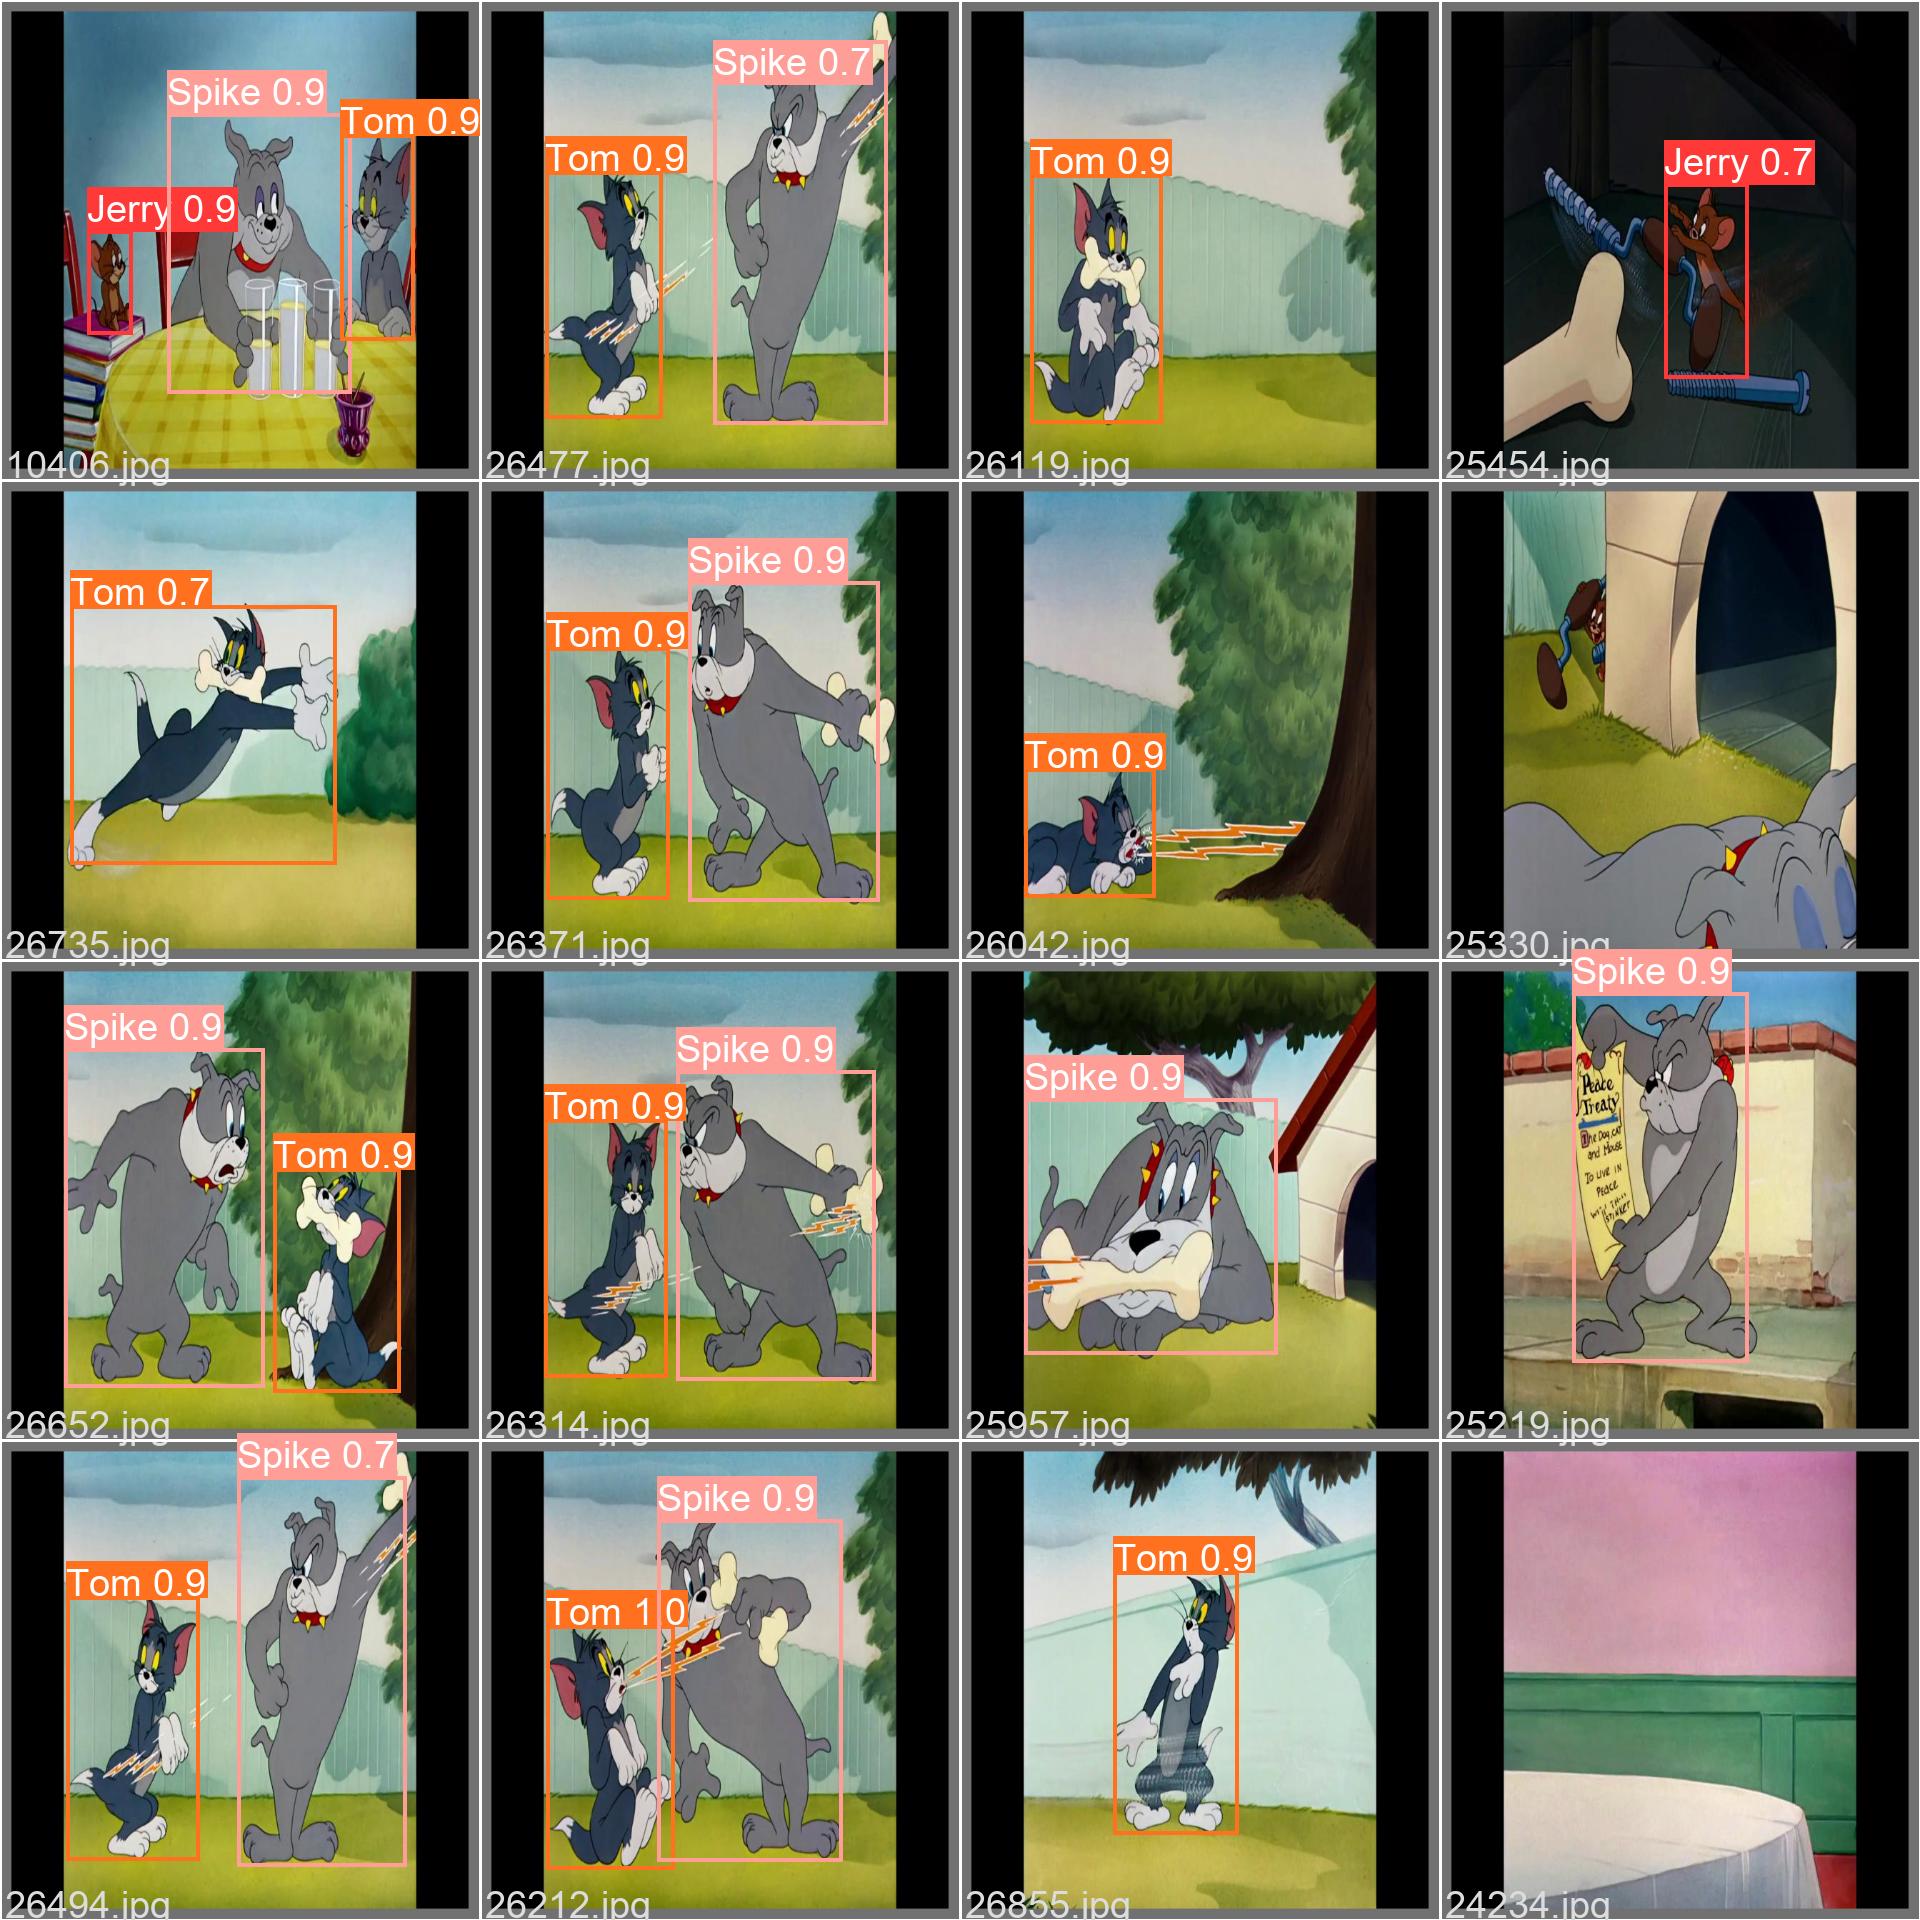 Spike 0.9
Tom 0.9
Jerry 0.9
10406.jpg
Spike 0.7
Tom 0.9
26477.jpg
Tom 0.9
26119.jpg
Jerry 0.7
25454.jpg
Tom 0.7
26735.jpg
Spike 0.9
Tom 0.9
26371.jpg
Tom 0.9
26042.jpg
25330.jpg
Spike 0.9
Tom 0.9
26652.jpg
Spike 0.9
Tom 0.9
26314.jpg
Spike 0.9
25957.jpg
Spike 0.9
Peace
Treaty
The Dog, CAT
and Mouse
To Live in
Peace
25219.jpg
Spike 0.7
Tom 0.9
26494.jpg
Spike 0.9
Tom 1.0
26212.jpg
Tom 0.9
26855.jpg
24234.jpg